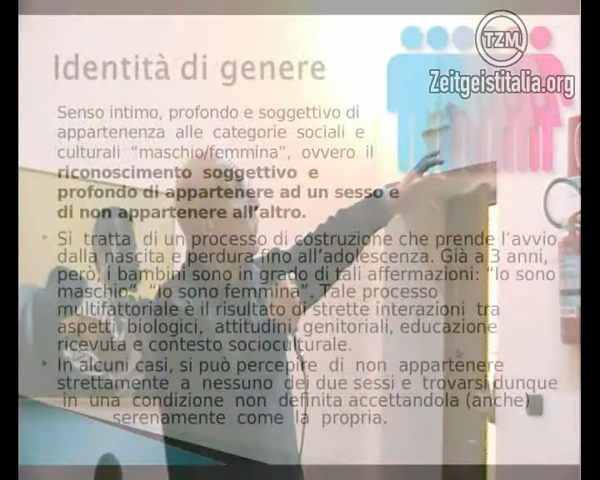 TZM
Zeitgeistitalia.org
Identità di genere
Senso intimo, profondo e soggettivo di
appartenenza alle categorie sociali e
culturali “maschio/femmina”, ovvero il
riconoscimento soggettivo e
profondo di appartenere ad un sesso e
di non appartenere all’altro.
Si tratta di un processo di costruzione che prende l’avvio
dalla nascita e perdura fino all’adolescenza. Già a 3 anni,
però, i bambini sono in grado di fali affermazioni: “Io sono
maschio”, “io sono femmina”. Tale processo
multifattoriale è il risultato di strette interazioni tra
aspetti biologici, attitudini genitoriali, educazione
ricevuta e contesto socioculturale.
In alcuni casi, si può percepire di non appartenere
strettamente a nessuno dei due sessi e trovarsi dunque
in una condizione non definita accettandola (anche)
serenamente come la propria.